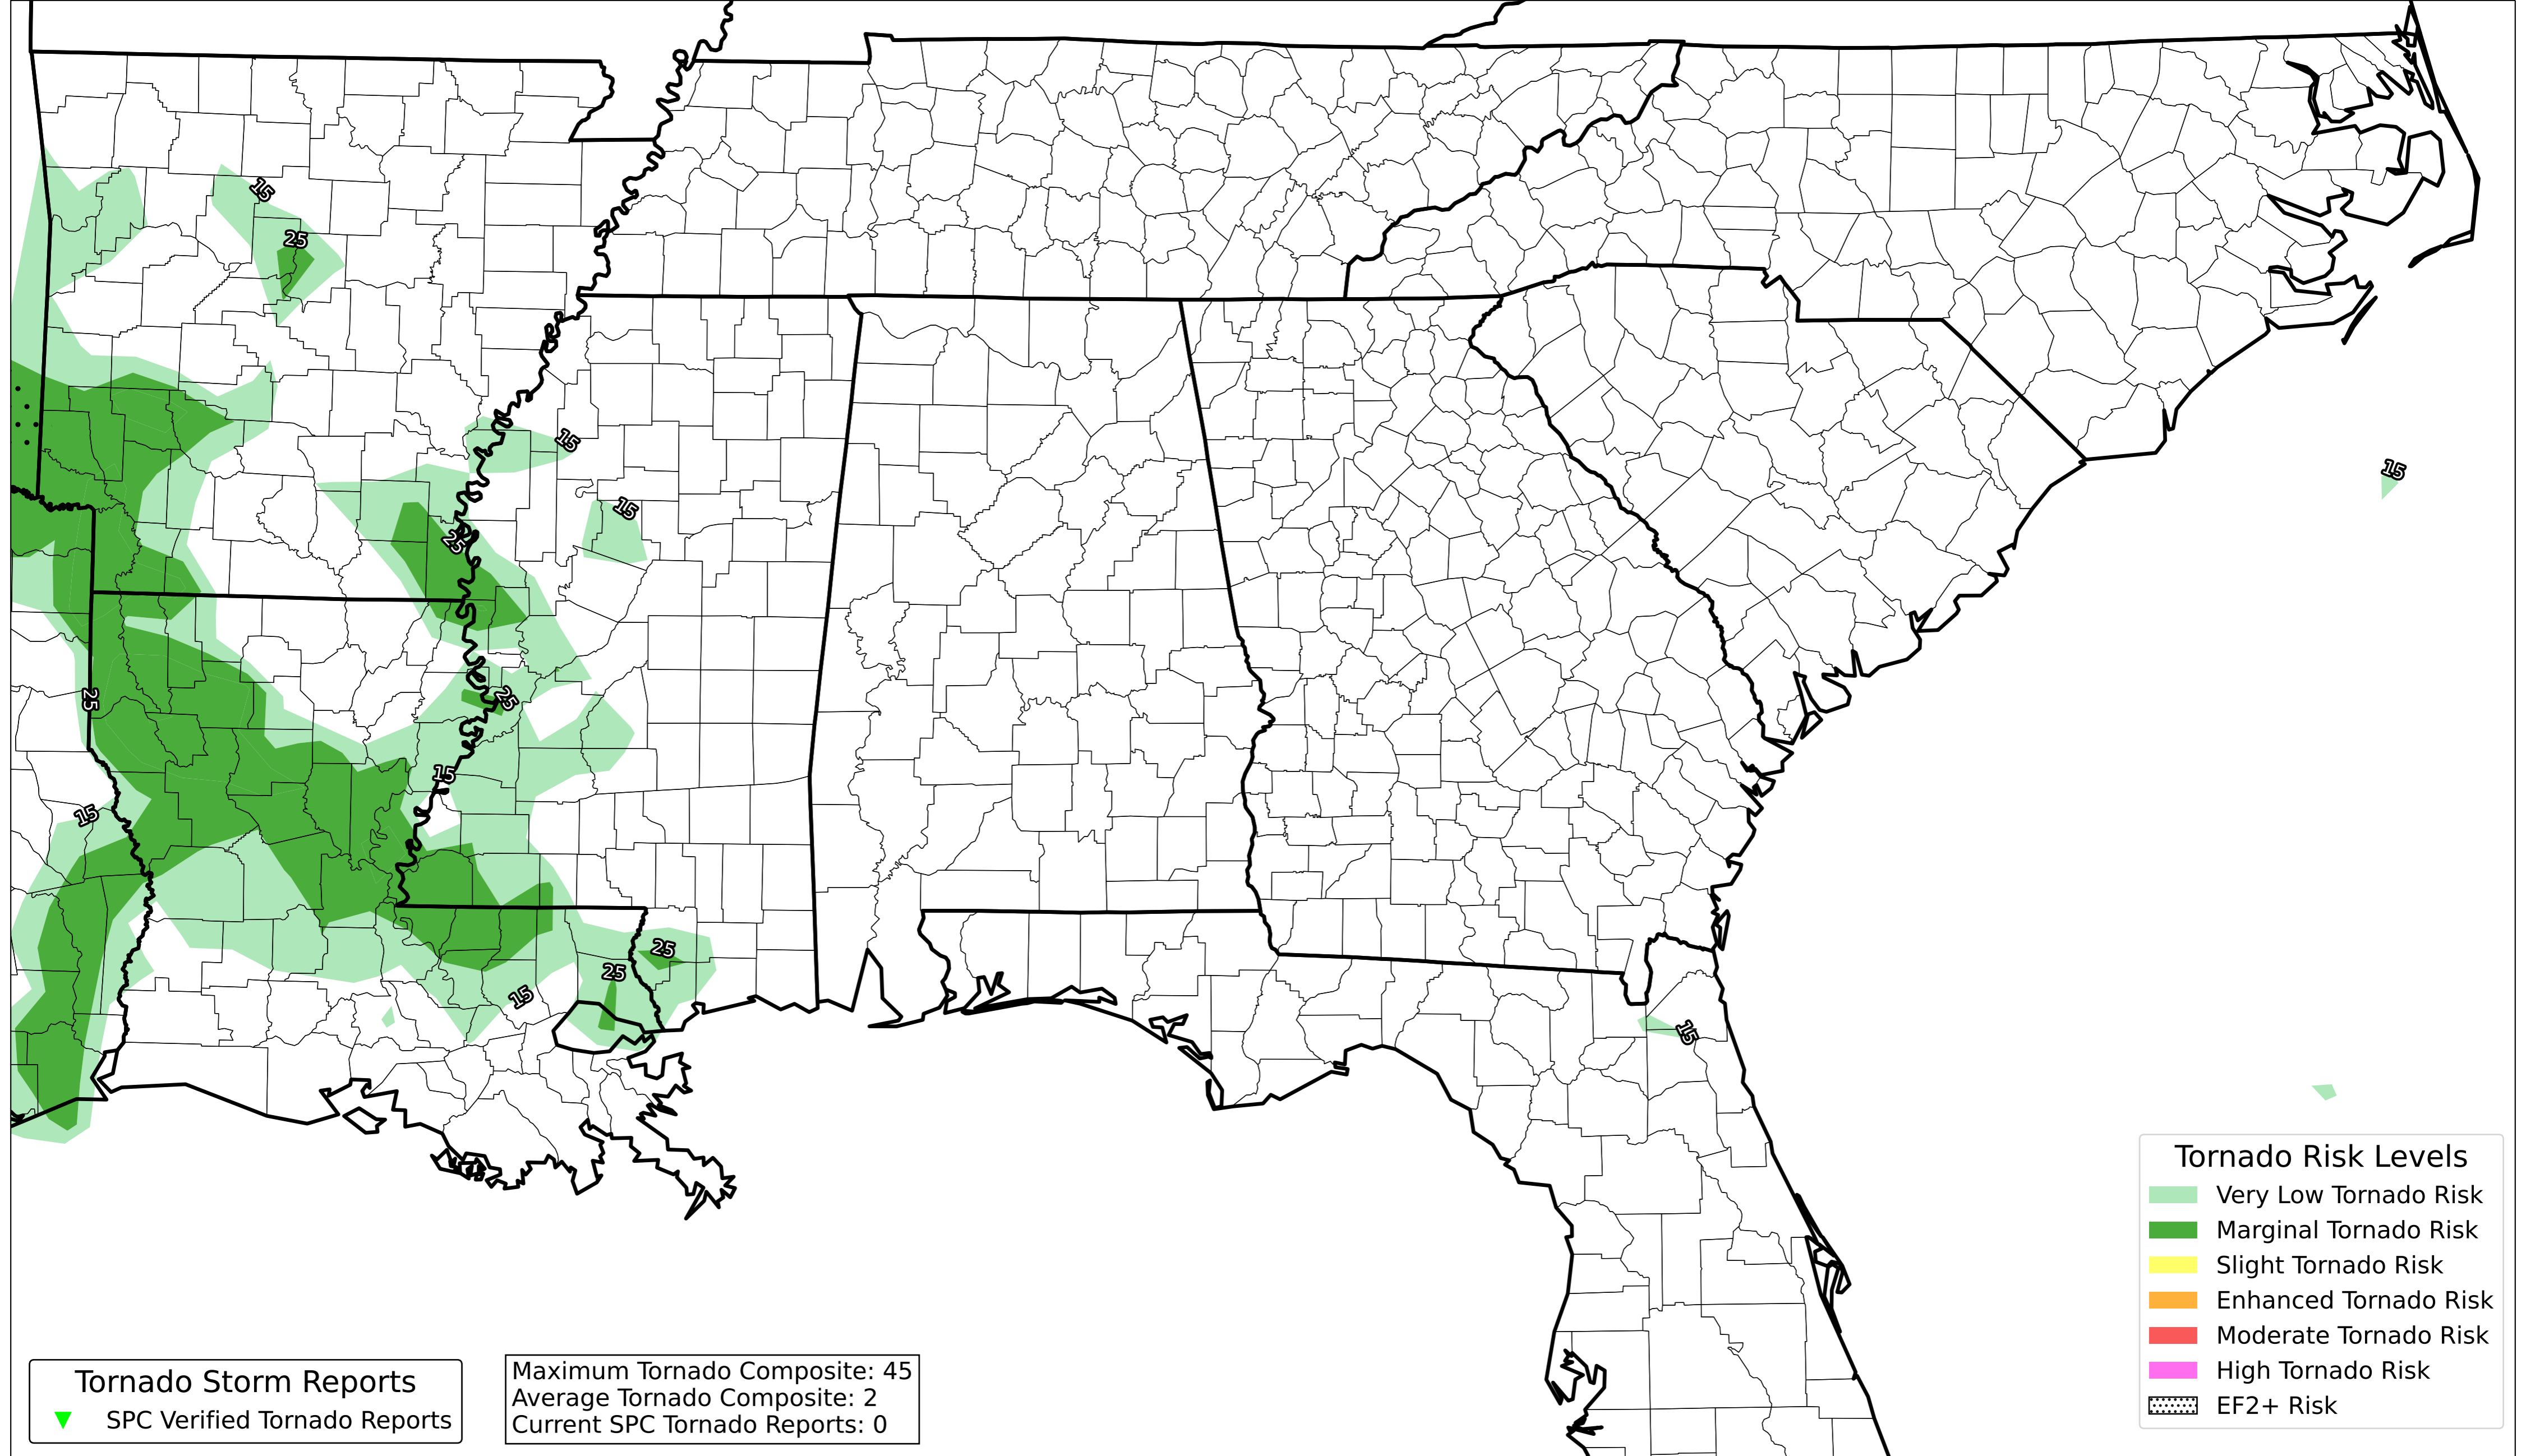 15
25
15
15
15
25
25
25
15
15
25
25
15
15
Tornado Risk Levels
Very Low Tornado Risk
Marginal Tornado Risk
Slight Tornado Risk
Enhanced Tornado Risk
Moderate Tornado Risk
High Tornado Risk
EF2+ Risk
Tornado Storm Reports
SPC Verified Tornado Reports
Maximum Tornado Composite: 45
Average Tornado Composite: 2
Current SPC Tornado Reports: 0